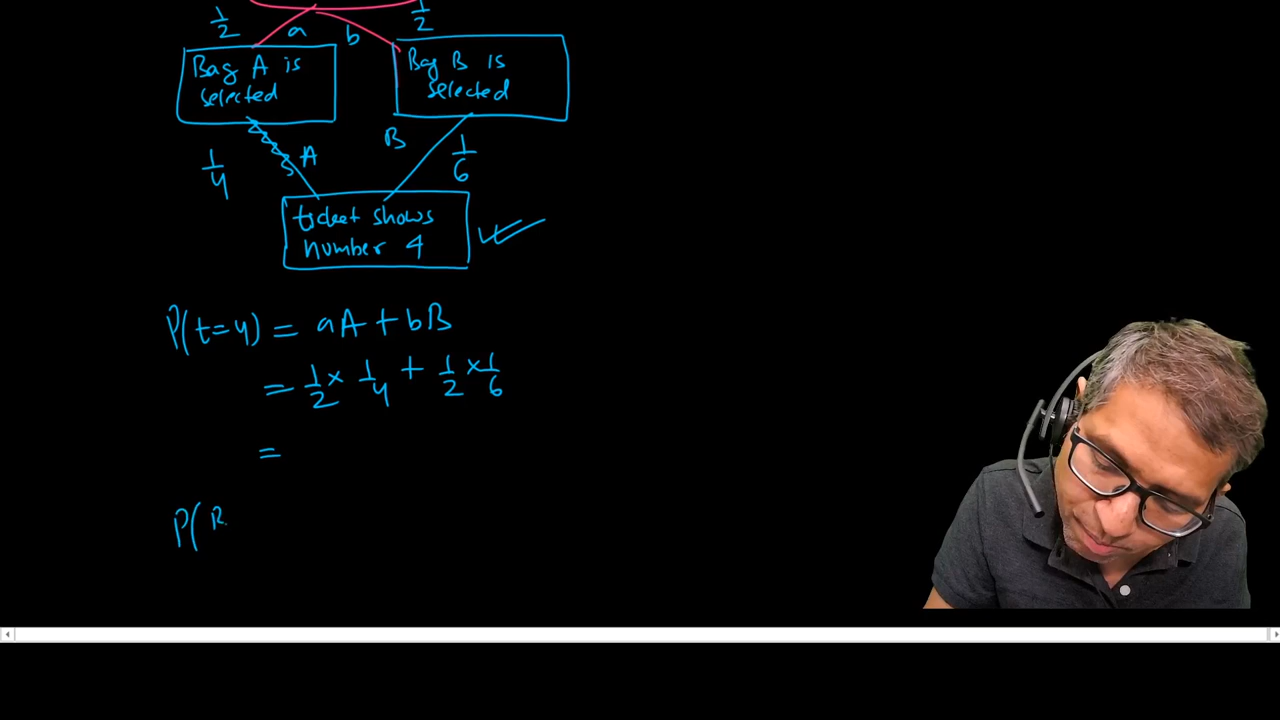 1/2 a b 1/2
Bag A is
selected
Bag B is
selected
1/4 A B 1/6
ticket shows
number 4
P(t=4) = aA + bB
= 1/2 × 1/4 + 1/2 × 1/6
=
P(